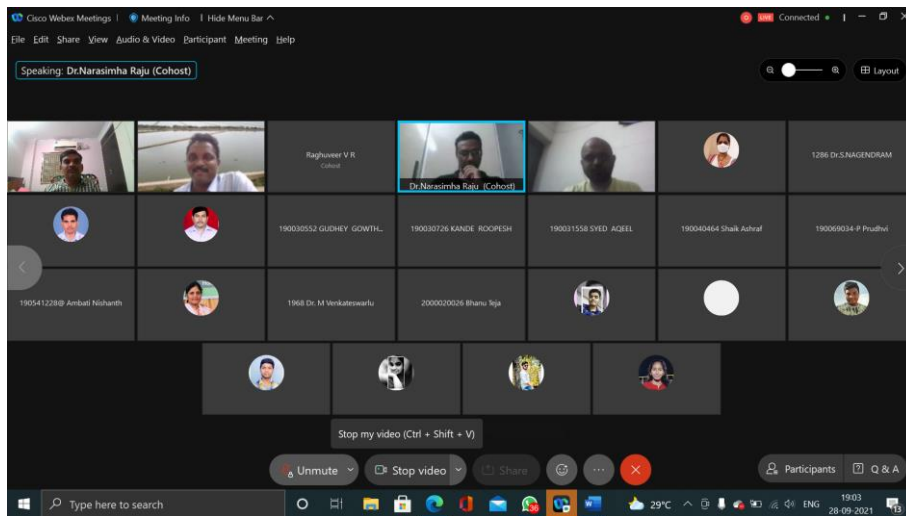 Cisco Webex Meetings | Meeting Info | Hide Menu Bar ^
Connected
File Edit Share View Audio & Video Participant Meeting Help
Speaking: Dr.Narasimha Raju (Cohost)
Layout
Raghuveer V R
Cohost
Dr.Narasimha Raju (Cohost)
1286 Dr.S.NAGENDRAM
190030552 GUDHEY GOWTH...
190030726 KANDE ROOPESH
190031558 SYED AQEEL
190040464 Shaik Ashraf
190069034-P Prudhvi
190541228@ Ambati Nishanth
1968 Dr. M Venkateswarlu
2000020026 Bhanu Teja
Stop my video (Ctrl + Shift + V)
Unmute
Stop video
Share
Participants
Q & A
Type here to search
29°C
ENG
19:03
28-09-2021